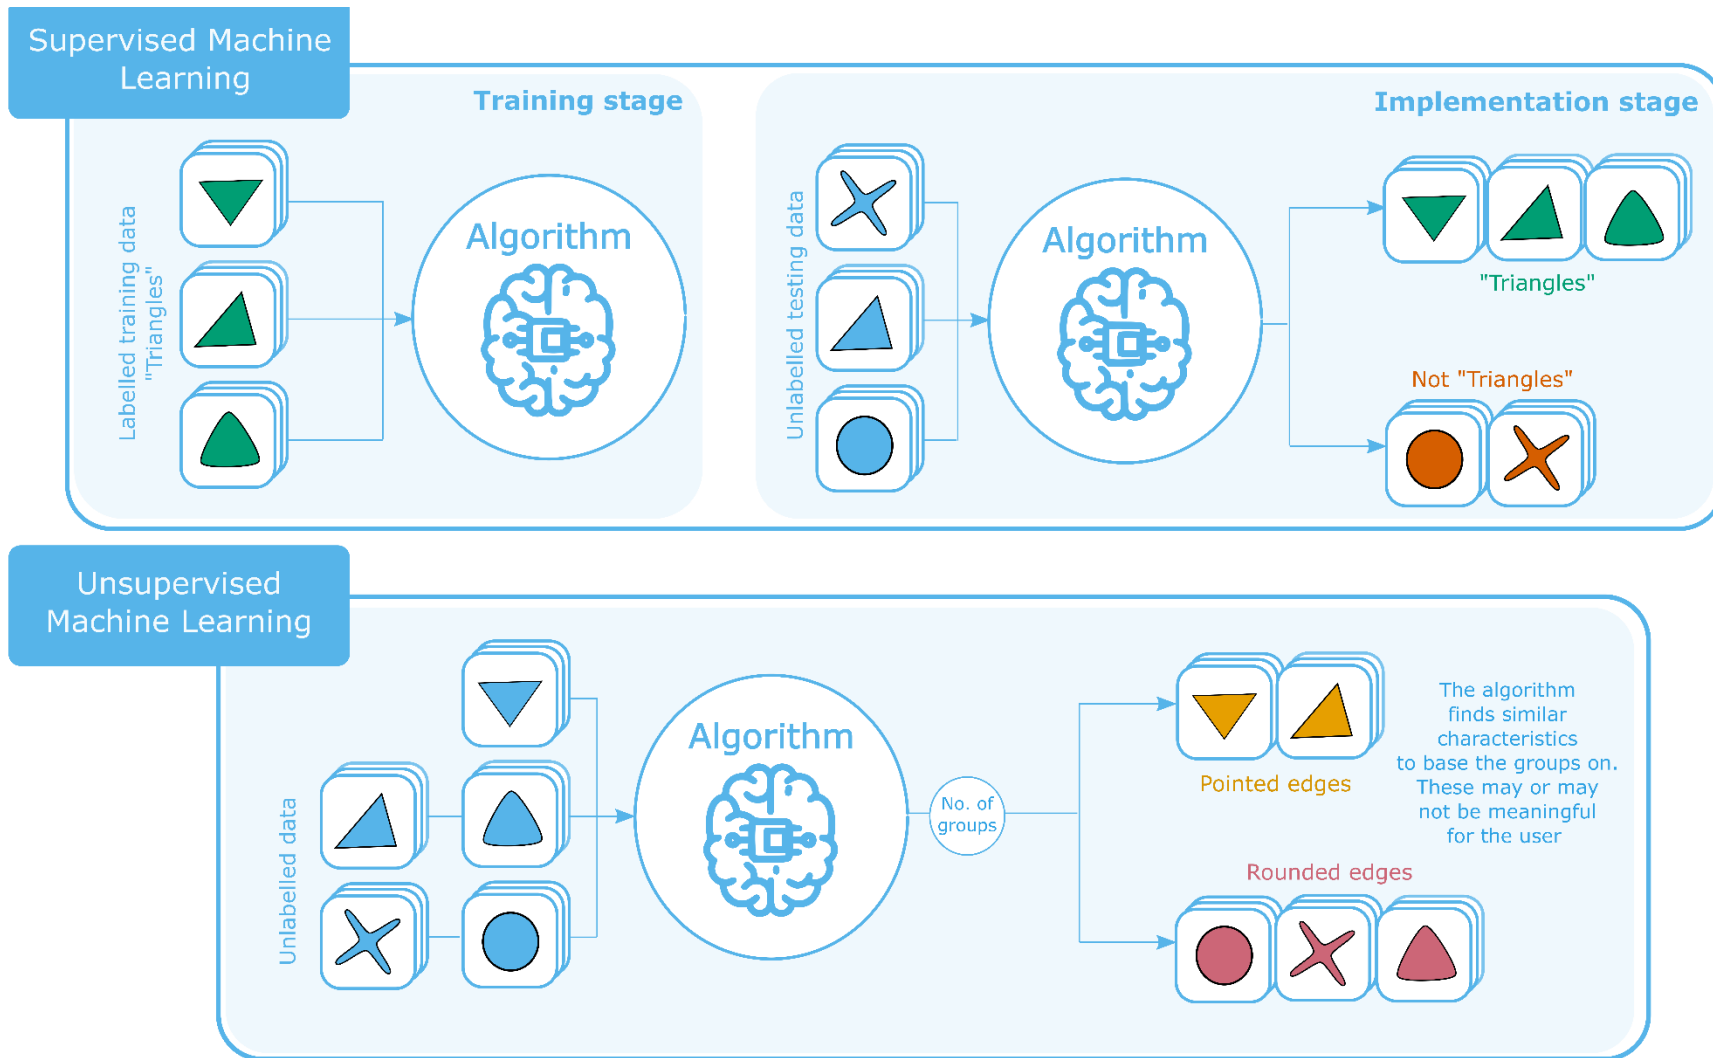 Supervised Machine
Learning
Training stage
Labelled training data
"Triangles"
Algorithm
Implementation stage
Unlabelled testing data
Algorithm
"Triangles"
Not "Triangles"
Unsupervised
Machine Learning
Unlabelled data
Algorithm
No. of
groups
Pointed edges
Rounded edges
The algorithm
finds similar
characteristics
to base the groups on.
These may or may
not be meaningful
for the user